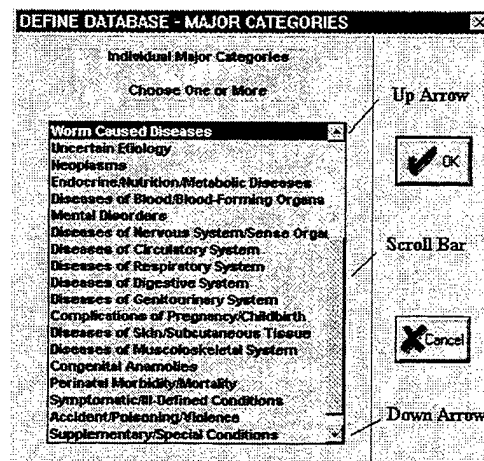 DEFINE DATABASE - MAJOR CATEGORIES
Individual Major Categories
Choose One or More
Up Arrow
Worm Caused Diseases
Uncertain Etiology
Neoplasms
Endocrine/Nutrition/Metabolic Diseases
Diseases of Blood/Blood-Forming Organs
Mental Disorders
Diseases of Nervous System/Sense Orga
Diseases of Circulatory System
Diseases of Respiratory System
Diseases of Digestive System
Diseases of Genitourinary System
Complications of Pregnancy/Childbirth
Diseases of Skin/Subcutaneous Tissue
Diseases of Muscoloskeletal System
Congenital Anomolies
Perinatal Morbidity/Mortality
Symptomatic/Ill-Defined Conditions
Accident/Poisoning/Violence
Supplementary/Special Conditions
OK
Scroll Bar
Cancel
Down Arrow